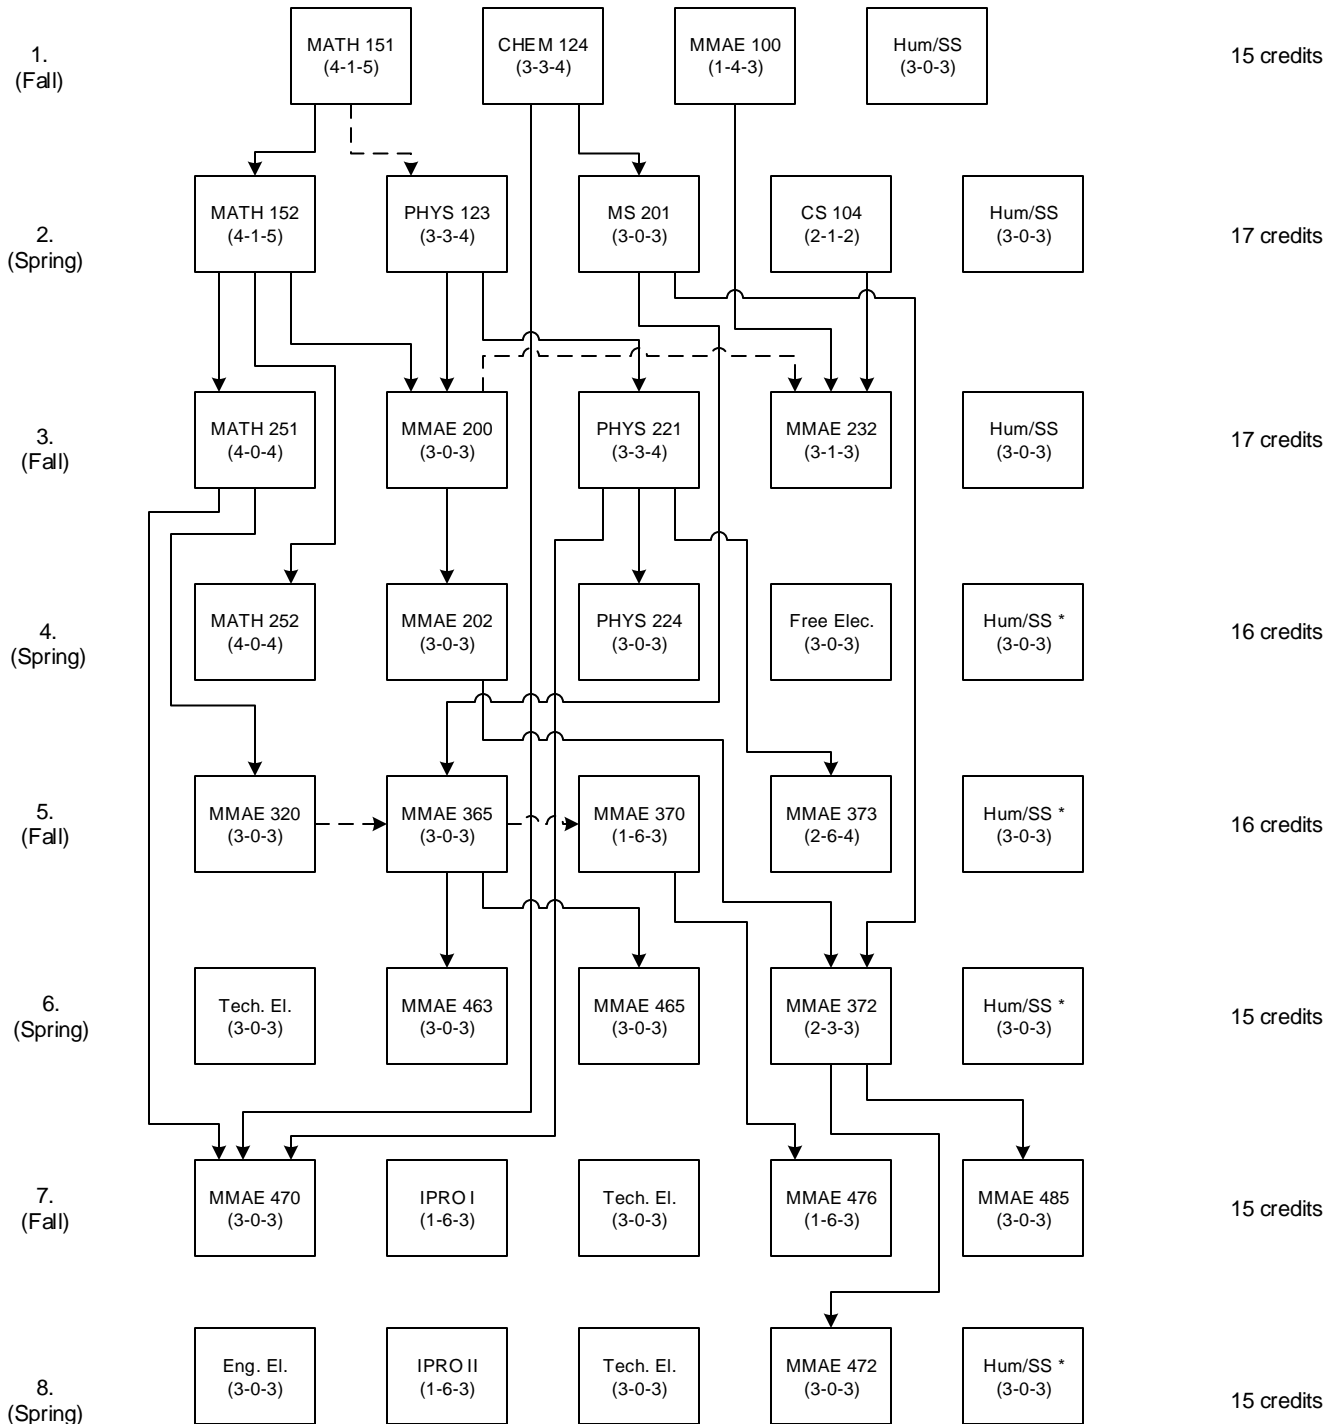 1.
(Fall)
MATH 151
(4-1-5)
CHEM 124
(3-3-4)
MMAE 100
(1-4-3)
Hum/SS
(3-0-3)
15 credits
2.
(Spring)
MATH 152
(4-1-5)
PHYS 123
(3-3-4)
MS 201
(3-0-3)
CS 104
(2-1-2)
Hum/SS
(3-0-3)
17 credits
3.
(Fall)
MATH 251
(4-0-4)
MMAE 200
(3-0-3)
PHYS 221
(3-3-4)
MMAE 232
(3-1-3)
Hum/SS
(3-0-3)
17 credits
4.
(Spring)
MATH 252
(4-0-4)
MMAE 202
(3-0-3)
PHYS 224
(3-0-3)
Free Elec.
(3-0-3)
Hum/SS *
(3-0-3)
16 credits
5.
(Fall)
MMAE 320
(3-0-3)
MMAE 365
(3-0-3)
MMAE 370
(1-6-3)
MMAE 373
(2-6-4)
Hum/SS *
(3-0-3)
16 credits
6.
(Spring)
Tech. El.
(3-0-3)
MMAE 463
(3-0-3)
MMAE 465
(3-0-3)
MMAE 372
(2-3-3)
Hum/SS *
(3-0-3)
15 credits
7.
(Fall)
MMAE 470
(3-0-3)
IPRO I
(1-6-3)
Tech. El.
(3-0-3)
MMAE 476
(1-6-3)
MMAE 485
(3-0-3)
15 credits
8.
(Spring)
Eng. El.
(3-0-3)
IPRO II
(1-6-3)
Tech. El.
(3-0-3)
MMAE 472
(3-0-3)
Hum/SS *
(3-0-3)
15 credits